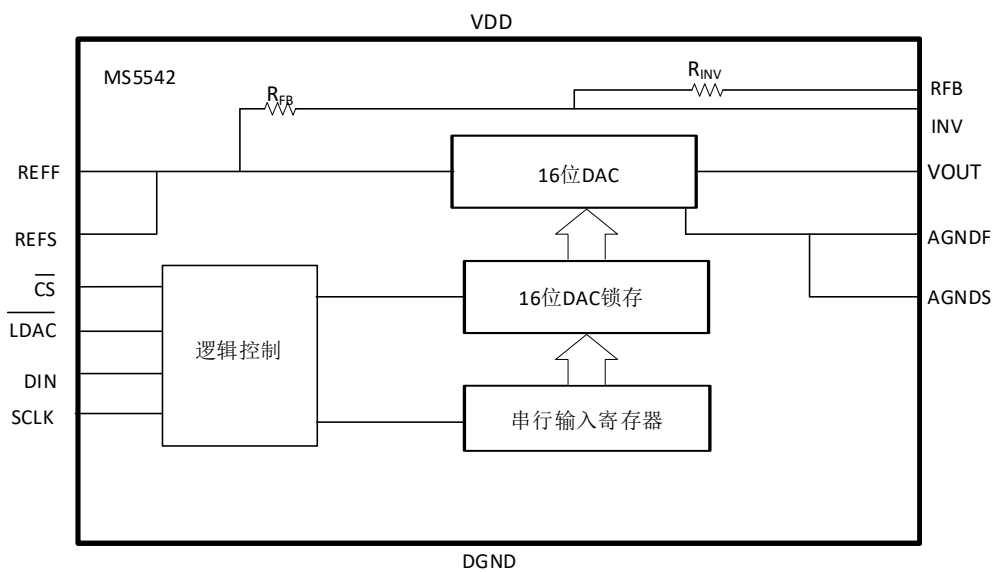 VDD
MS5542
RFB
RINV
RFB
INV
REFF
16位DAC
VOUT
REFS
AGNDF
CS
16位DAC锁存
AGNDS
LDAC
逻辑控制
DIN
SCLK
串行输入寄存器
DGND